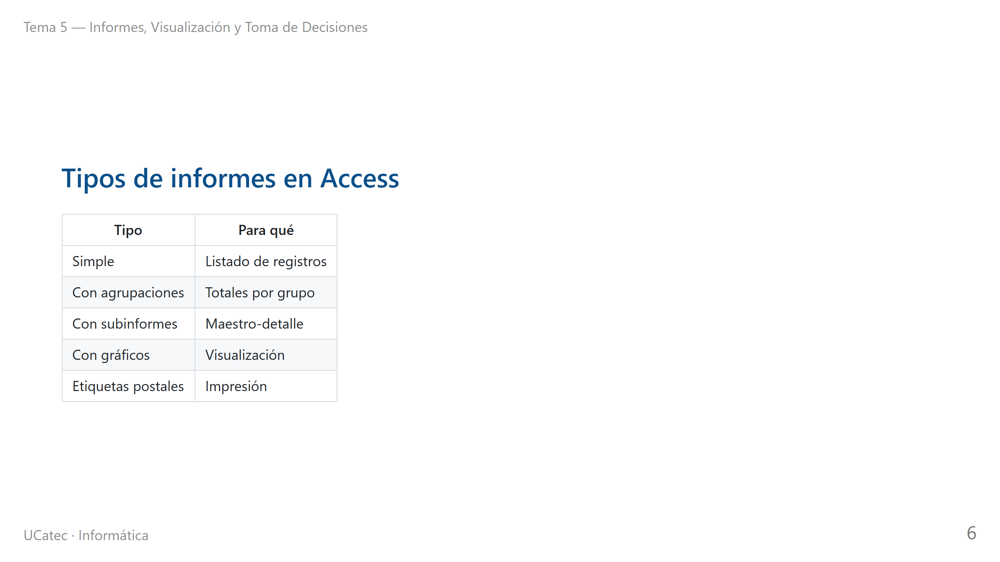 Tema 5 — Informes, Visualización y Toma de Decisiones
Tipos de informes en Access
Tipo Para qué
Simple Listado de registros
Con agrupaciones Totales por grupo
Con subinformes Maestro-detalle
Con gráficos Visualización
Etiquetas postales Impresión
UCatec · Informática
6